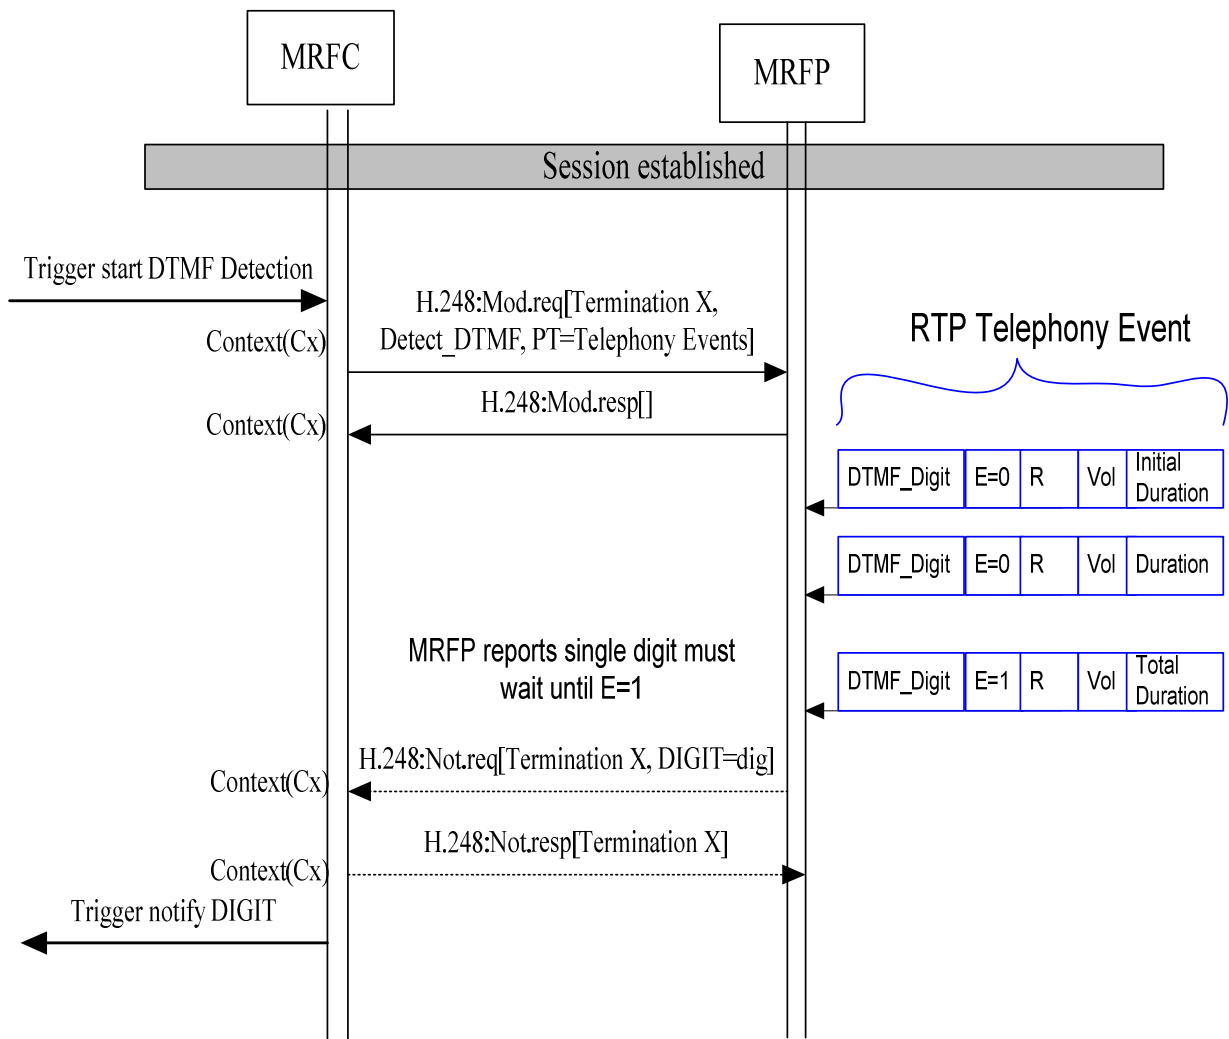 MRFC
MRFP
Session established
Trigger start DTMF Detection
H.248:Mod.req[Termination X,
Detect_DTMF, PT=Telephony Events]
Context(Cx)
RTP Telephony Event
H.248:Mod.resp[]
Context(Cx)
DTMF_Digit E=0 R Vol Initial
Duration
DTMF_Digit E=0 R Vol Duration
MRFP reports single digit must
wait until E=1
DTMF_Digit E=1 R Vol Total
Duration
H.248:Not.req[Termination X, DIGIT=dig]
Context(Cx)
H.248:Not.resp[Termination X]
Context(Cx)
Trigger notify DIGIT